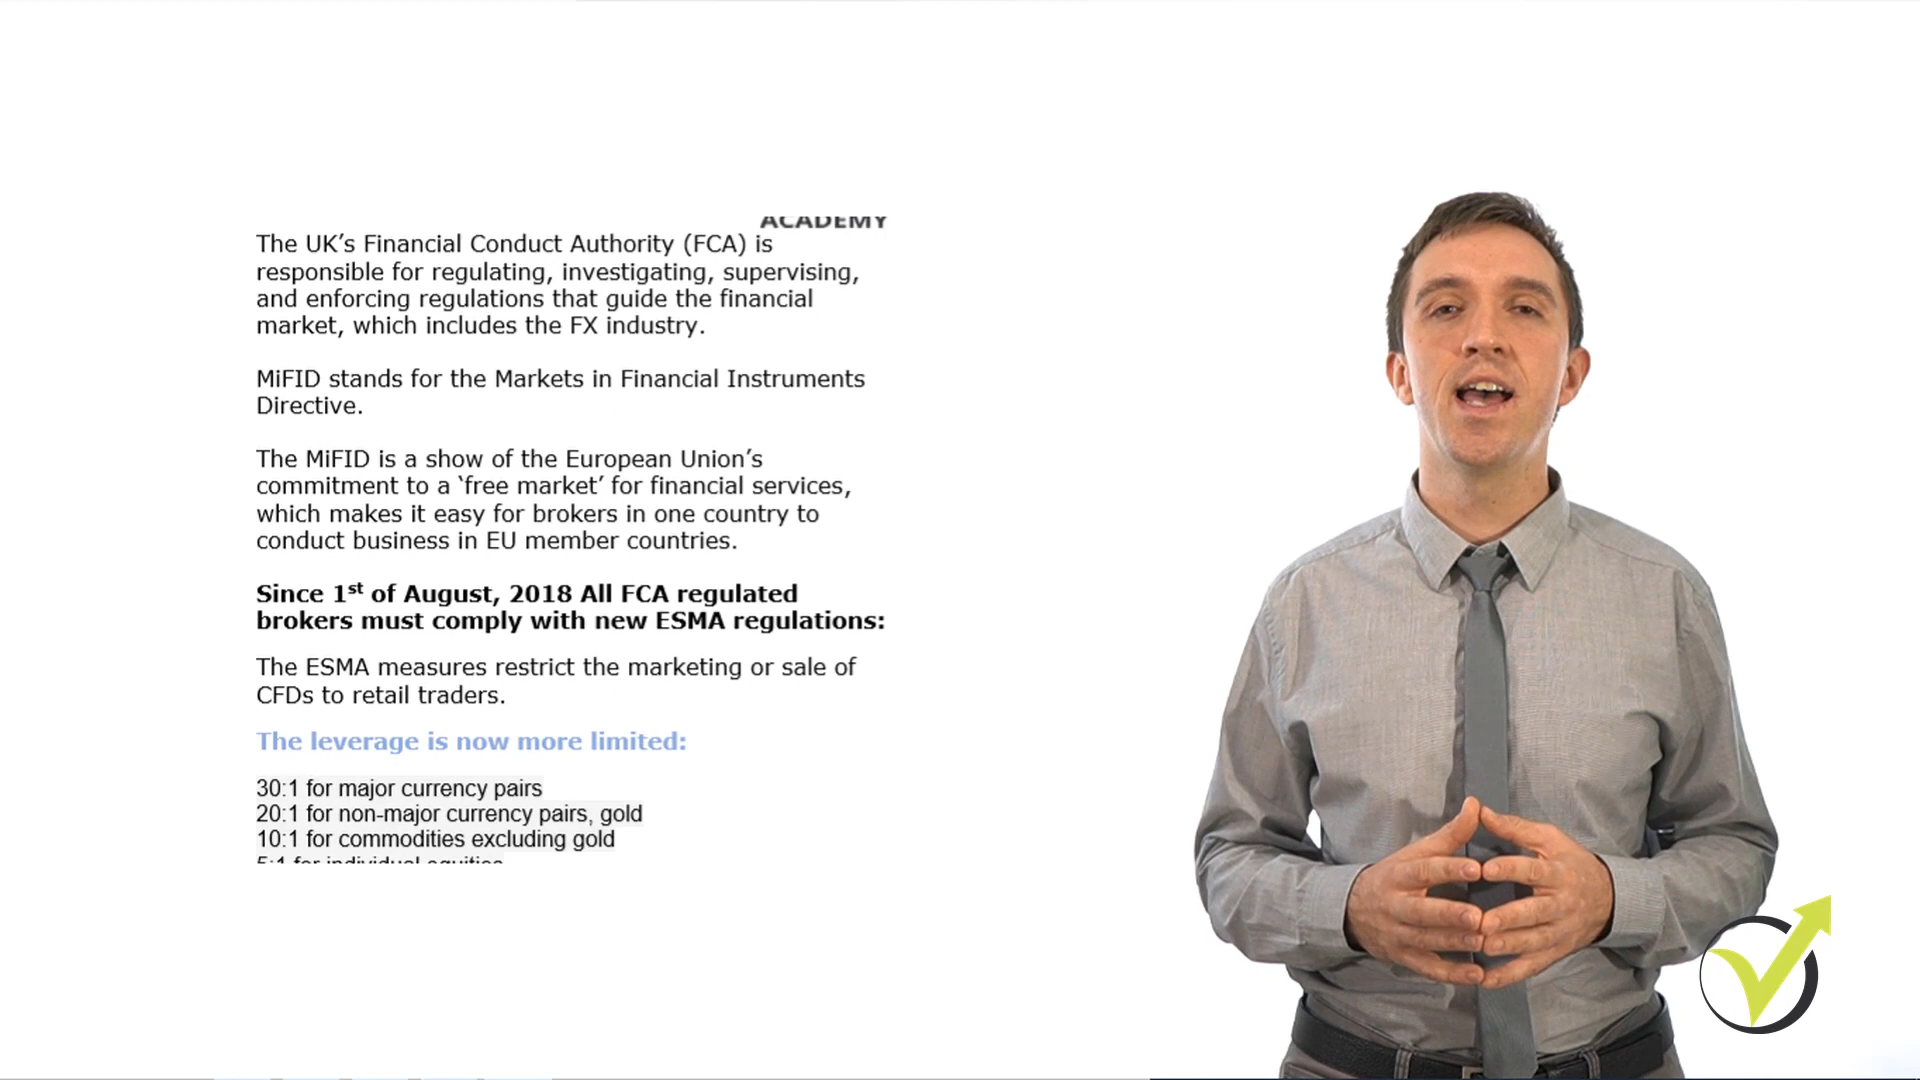 ACADEMY
The UK’s Financial Conduct Authority (FCA) is
responsible for regulating, investigating, supervising,
and enforcing regulations that guide the financial
market, which includes the FX industry.
MiFID stands for the Markets in Financial Instruments
Directive.
The MiFID is a show of the European Union’s
commitment to a ‘free market’ for financial services,
which makes it easy for brokers in one country to
conduct business in EU member countries.
Since 1st of August, 2018 All FCA regulated
brokers must comply with new ESMA regulations:
The ESMA measures restrict the marketing or sale of
CFDs to retail traders.
The leverage is now more limited:
30:1 for major currency pairs
20:1 for non-major currency pairs, gold
10:1 for commodities excluding gold
5:1 for individual equities